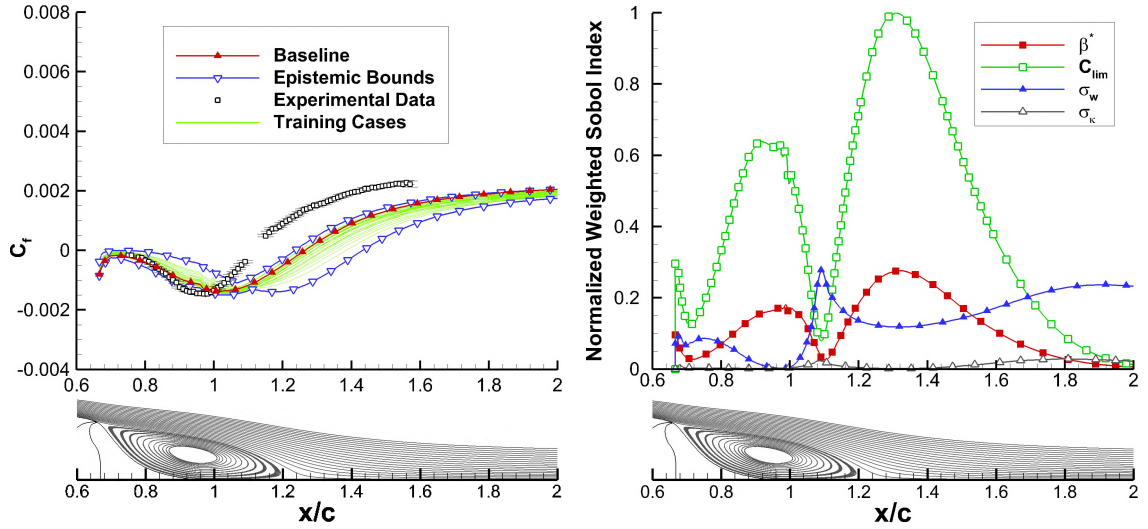 0.008
0.006
0.004
0.002
0
-0.002
-0.004
C_f
Baseline
Epistemic Bounds
Experimental Data
Training Cases
0.6 0.8 1 1.2 1.4 1.6 1.8 2
0.6 0.8 1 1.2 1.4 1.6 1.8 2
x/c
1
0.8
0.6
0.4
0.2
0
Normalized Weighted Sobol Index
β*
C_lim
σ_w
σ_κ
0.6 0.8 1 1.2 1.4 1.6 1.8 2
0.6 0.8 1 1.2 1.4 1.6 1.8 2
x/c